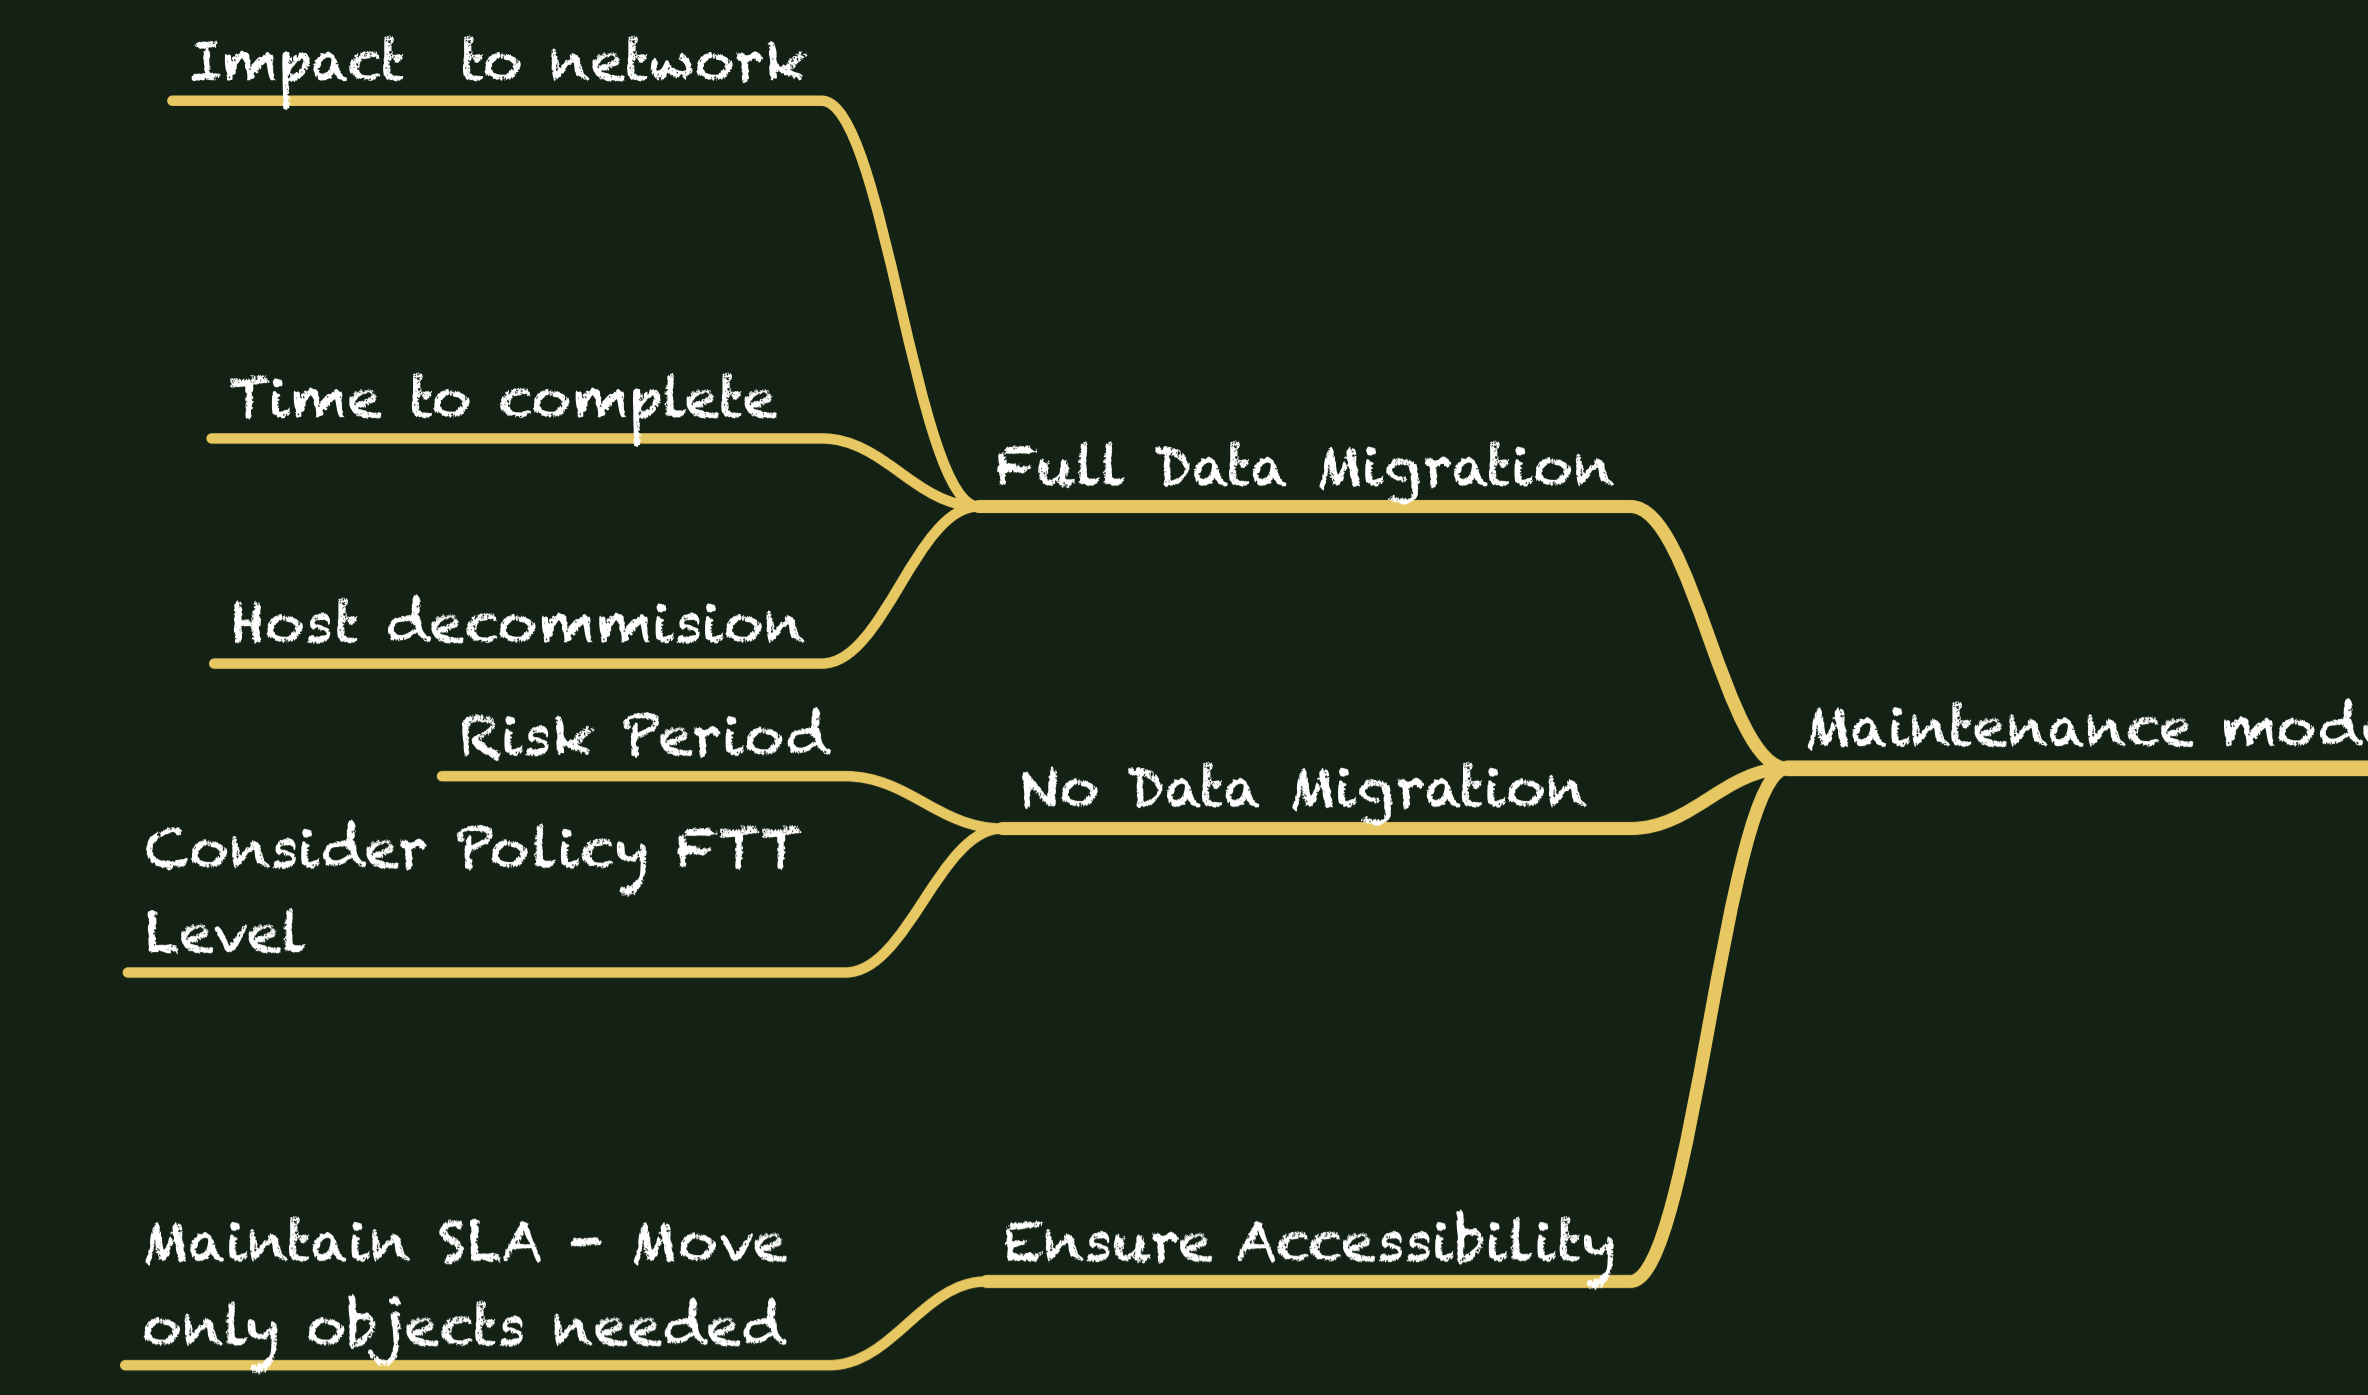 Impact  to network
Time to complete
Full Data Migration
Host decommision
Risk Period
Maintenance mod
No Data Migration
Consider Policy FTT
Level
Maintain SLA - Move
only objects needed
Ensure Accessibility